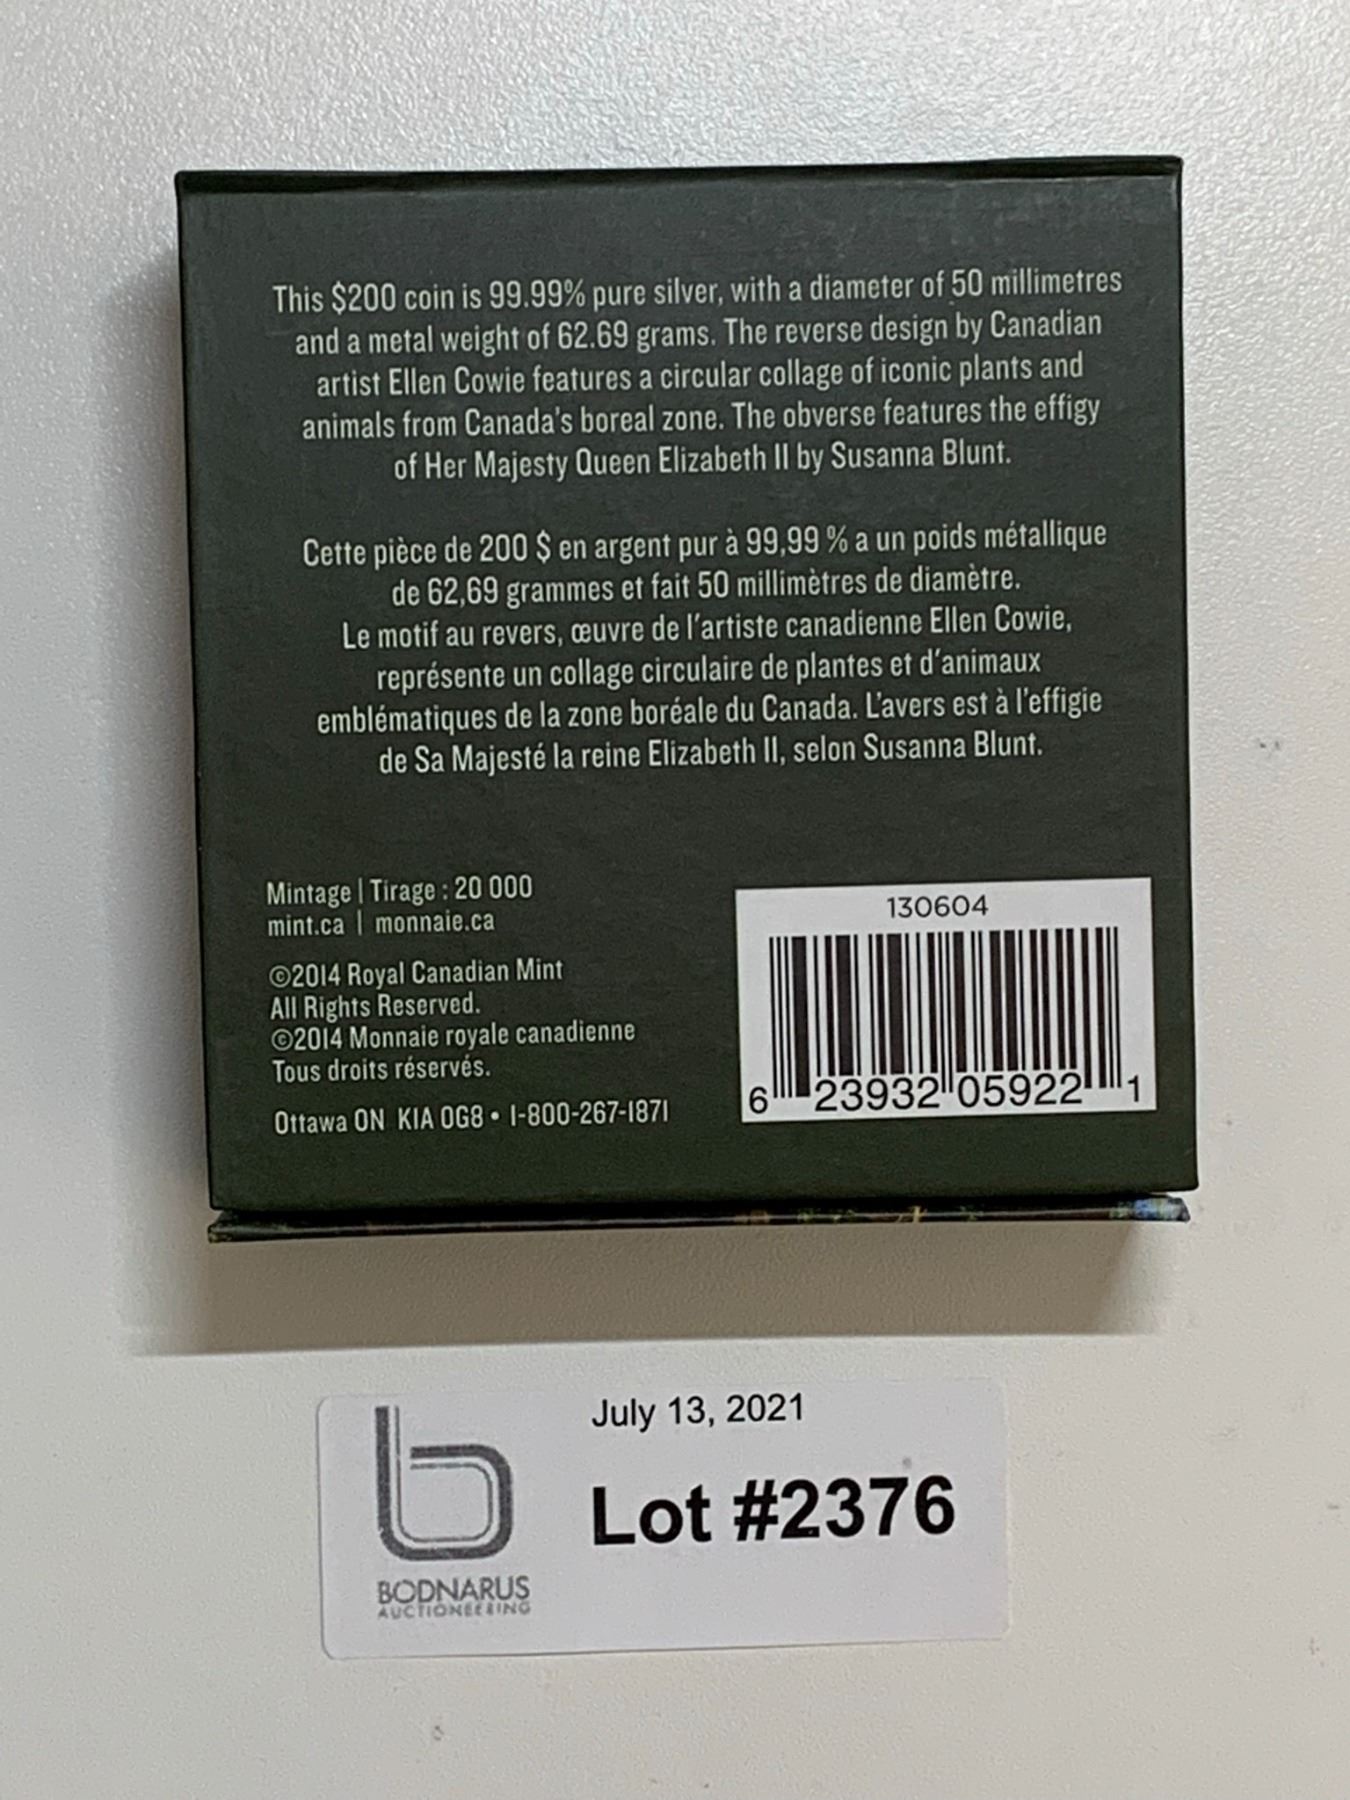 This $200 coin is 99.99% pure silver, with a diameter of 50 millimetres
and a metal weight of 62.69 grams. The reverse design by Canadian
artist Ellen Cowie features a circular collage of iconic plants and
animals from Canada's boreal zone. The obverse features the effigy
of Her Majesty Queen Elizabeth II by Susanna Blunt.
Cette pièce de 200 $ en argent pur à 99,99 % a un poids métallique
de 62,69 grammes et fait 50 millimètres de diamètre.
Le motif au revers, œuvre de l'artiste canadienne Ellen Cowie,
représente un collage circulaire de plantes et d'animaux
emblématiques de la zone boréale du Canada. L'avers est à l'effigie
de Sa Majesté la reine Elizabeth II, selon Susanna Blunt.
Mintage | Tirage : 20 000
mint.ca | monnaie.ca
©2014 Royal Canadian Mint
All Rights Reserved.
©2014 Monnaie royale canadienne
Tous droits réservés.
Ottawa ON K1A 0G8 • 1-800-267-1871
130604
6 23932 05922 1
July 13, 2021
Lot #2376
b
BODNARUS
AUCTIONEERING